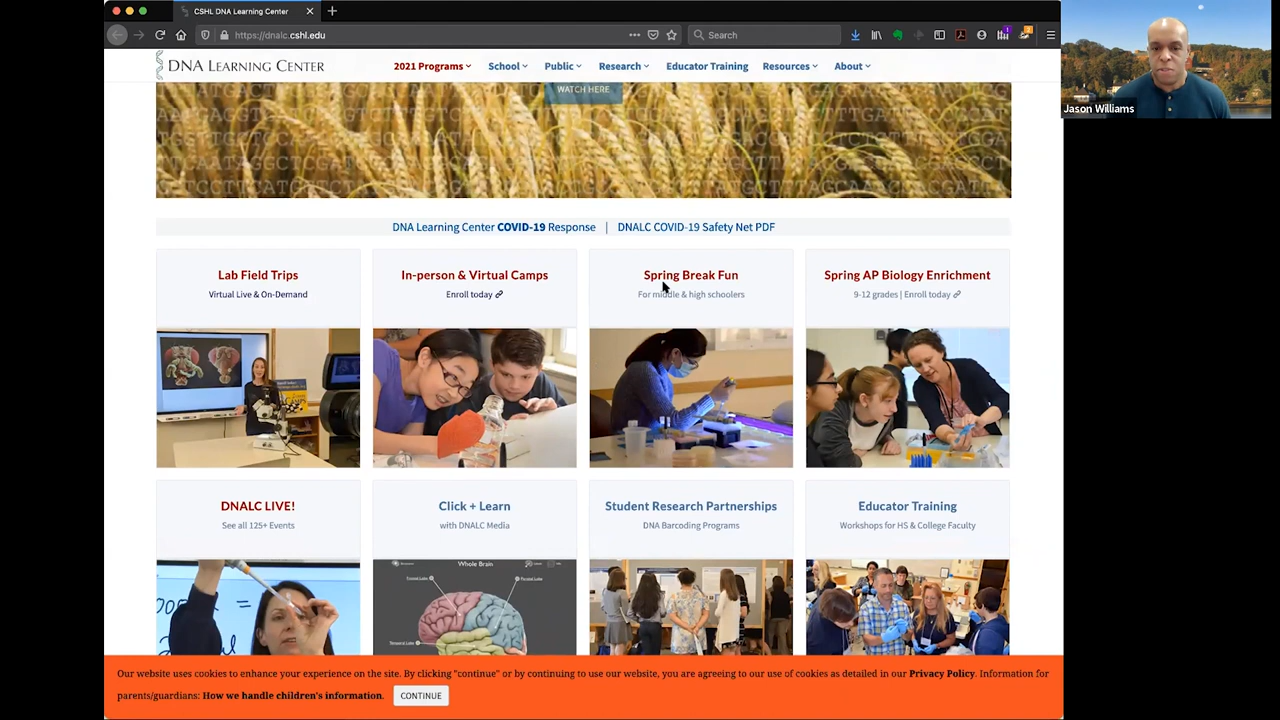 CSHL DNA Learning Center
https://dnalc.cshl.edu
Search
DNA LEARNING CENTER
2021 Programs
School
Public
Research
Educator Training
Resources
About
WATCH HERE
DNA Learning Center COVID-19 Response | DNALC COVID-19 Safety Net PDF
Lab Field Trips
Virtual Live & On-Demand
In-person & Virtual Camps
Enroll today
Spring Break Fun
For middle & high schoolers
Spring AP Biology Enrichment
9-12 grades | Enroll today
DNALC LIVE!
See all 125+ Events
Click + Learn
with DNALC Media
Student Research Partnerships
DNA Barcoding Programs
Educator Training
Workshops for HS & College Faculty
Whole Brain
Our website uses cookies to enhance your experience on the site. By clicking "continue" or by continuing to use our website, you are agreeing to our use of cookies as detailed in our Privacy Policy. Information for
parents/guardians: How we handle children's information.
CONTINUE
Jason Williams